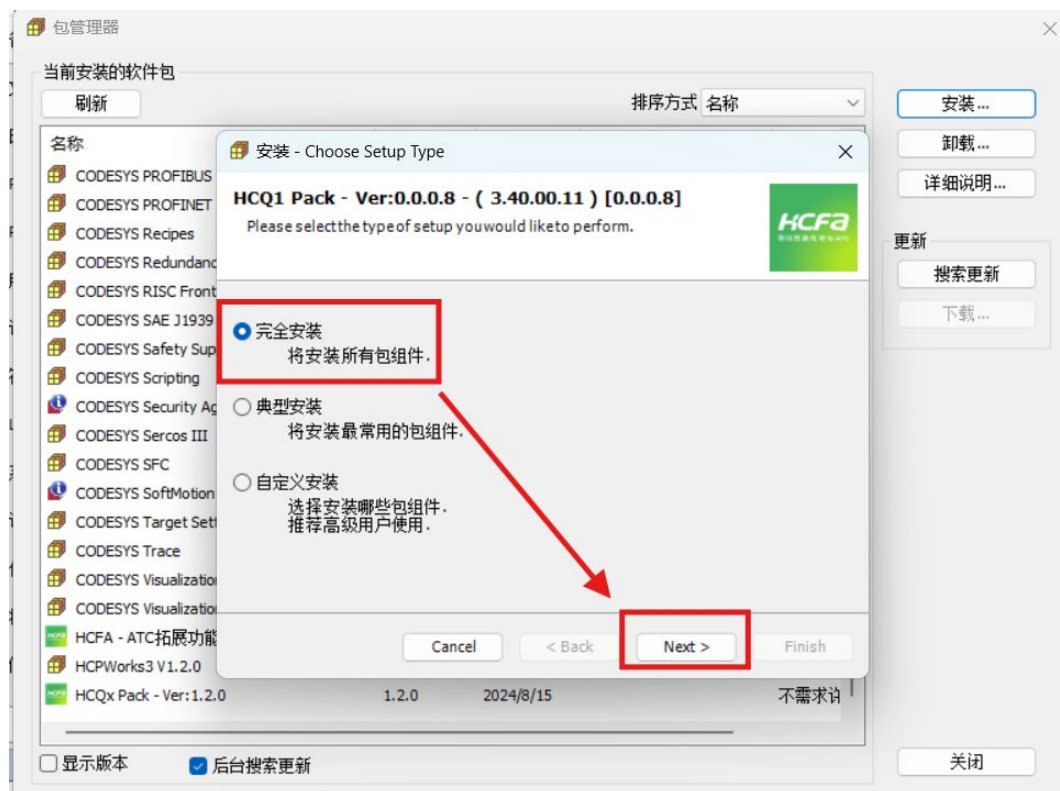 包管理器
当前安装的软件包
刷新
排序方式 名称
名称
CODESYS PROFIBUS
CODESYS PROFINET
CODESYS Recipes
CODESYS Redundanc
CODESYS RISC Front
CODESYS SAE J1939
CODESYS Safety Sup
CODESYS Scripting
CODESYS Security Ag
CODESYS Sercos III
CODESYS SFC
CODESYS SoftMotion
CODESYS Target Sett
CODESYS Trace
CODESYS Visualizatio
CODESYS Visualizatio
HCFA - ATC拓展功能
HCPWorks3 V1.2.0
HCQx Pack - Ver:1.2.0 1.2.0 2024/8/15 不需求许
显示版本 后台搜索更新
安装 - Choose Setup Type
HCQ1 Pack - Ver:0.0.0.8 - ( 3.40.00.11 ) [0.0.0.8]
Please selectthetypeof setup youwould liketo perform.
HCFA
完全安装
将安装所有包组件.
典型安装
将安装最常用的包组件.
自定义安装
选择安装哪些包组件.
推荐高级用户使用.
Cancel < Back Next > Finish
安装...
卸载...
详细说明...
更新
搜索更新
下载...
关闭